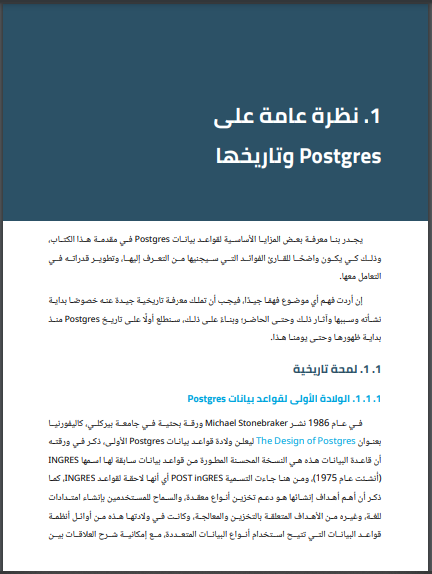 1. نظرة عامة على
Postgres وتاريخها
يجدر بنا معرفة بعض المزايا الأساسية لقواعد بيانات Postgres في مقدمة هذا الكتاب،
وذلك كي يكون واضحًا للقارئ الفوائد التي سيجنيها من التعرف إليها، وتطوير قدراته في
التعامل معها.
إن أردت فهم أي موضوع فهمًا جيدًا، فيجب أن تملك معرفة تاريخية جيدة عنه خصوصًا بداية
نشأته وسببها وآثار ذلك وحتى الحاضر؛ وبناءً على ذلك، سنطلع أولًا على تاريخ Postgres منذ
بداية ظهورها وحتى يومنا هذا.
1.1. لمحة تاريخية
1.1.1. الولادة الأولى لقواعد بيانات Postgres
في عام 1986 نشر Michael Stonebraker ورقة بحثية في جامعة بيركلي، كاليفورنيا
بعنوان The Design of Postgres ليعلن ولادة قواعد بيانات Postgres الأولى، ذكر في ورقته
أن قاعدة البيانات هذه هي النسخة المحسنة المطورة من قواعد بيانات سابقة لها اسمها INGRES
(أنشئت عام 1975)، ومن هنا جاءت التسمية POST inGRES أي أنها لاحقة لقواعد INGRES، كما
ذكر أن أهم أهداف إنشائها هو دعم تخزين أنواع معقدة، والسماح للمستخدمين بإنشاء امتدادات
للغة، وغيره من الأهداف المتعلقة بالتخزين والمعالجة، وكانت في ولادتها هذه من أوائل أنظمة
قواعد البيانات التي تتيح استخدام أنواع البيانات المتعددة، مع إمكانية شرح العلاقات بين